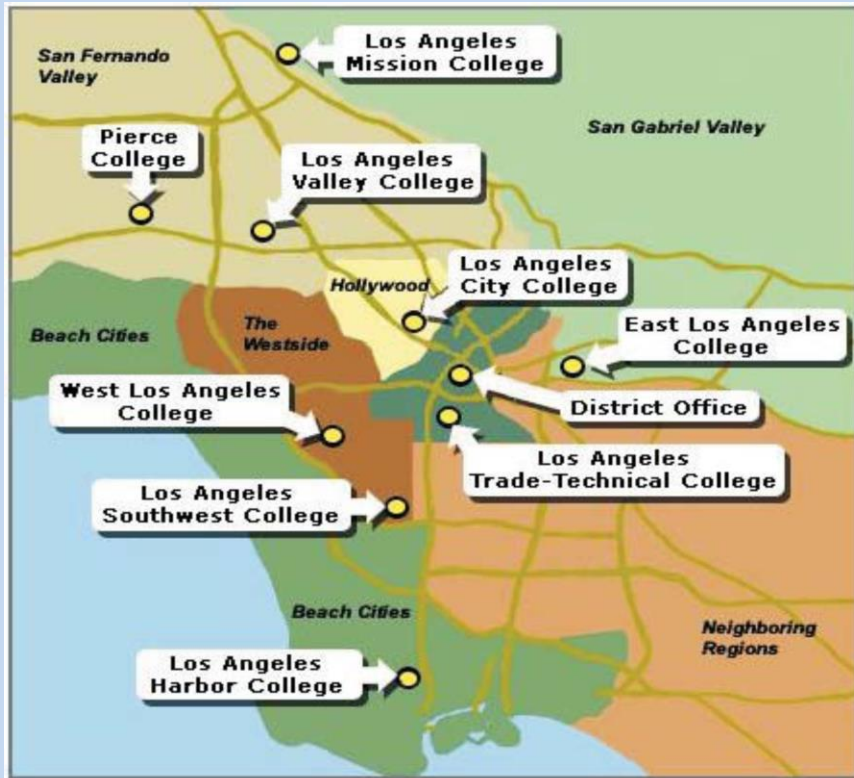 Los Angeles
Mission College
San Fernando
Valley
San Gabriel Valley
Pierce
College
Los Angeles
Valley College
Hollywood
Los Angeles
City College
Beach Cities
The
Westside
East Los Angeles
College
West Los Angeles
College
District Office
Los Angeles
Trade-Technical College
Los Angeles
Southwest College
Beach Cities
Neighboring
Regions
Los Angeles
Harbor College